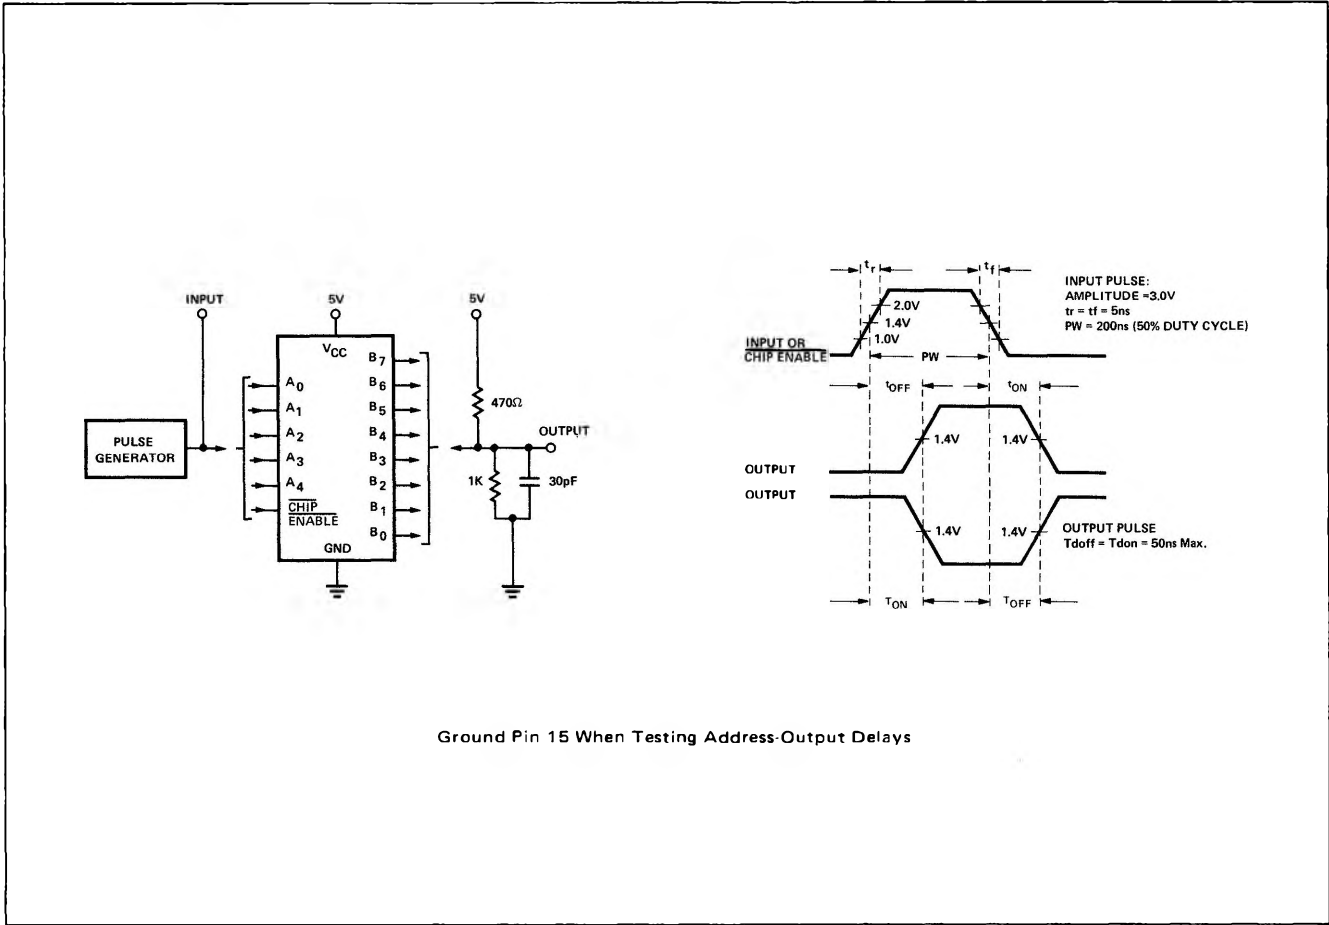 INPUT
5V
5V
VCC
A0
A1
A2
A3
A4
CHIP
ENABLE
GND
B7
B6
B5
B4
B3
B2
B1
B0
PULSE
GENERATOR
470Ω
OUTPUT
1K
30pF
tr
tf
INPUT PULSE:
AMPLITUDE =3.0V
tr = tf = 5ns
PW = 200ns (50% DUTY CYCLE)
2.0V
1.4V
1.0V
INPUT OR
CHIP ENABLE
PW
tOFF
tON
1.4V
1.4V
OUTPUT
OUTPUT
1.4V
1.4V
OUTPUT PULSE
Tdoff = Tdon = 50ns Max.
TON
TOFF
Ground Pin 15 When Testing Address-Output Delays